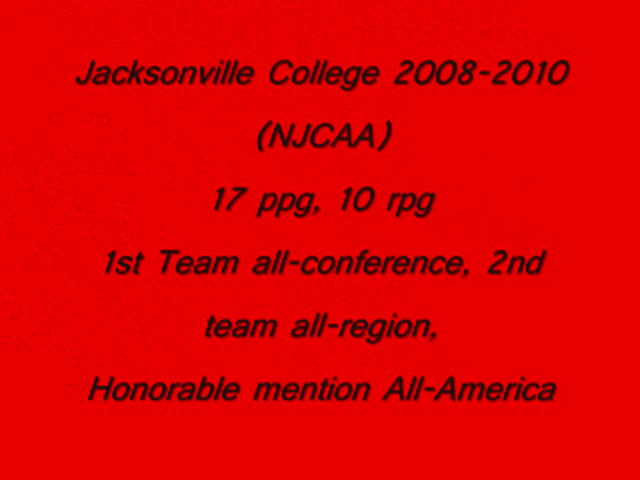 Jacksonville College 2008-2010
(NJCAA)
17 ppg, 10 rpg
1st Team all-conference, 2nd
team all-region,
Honorable mention All-America